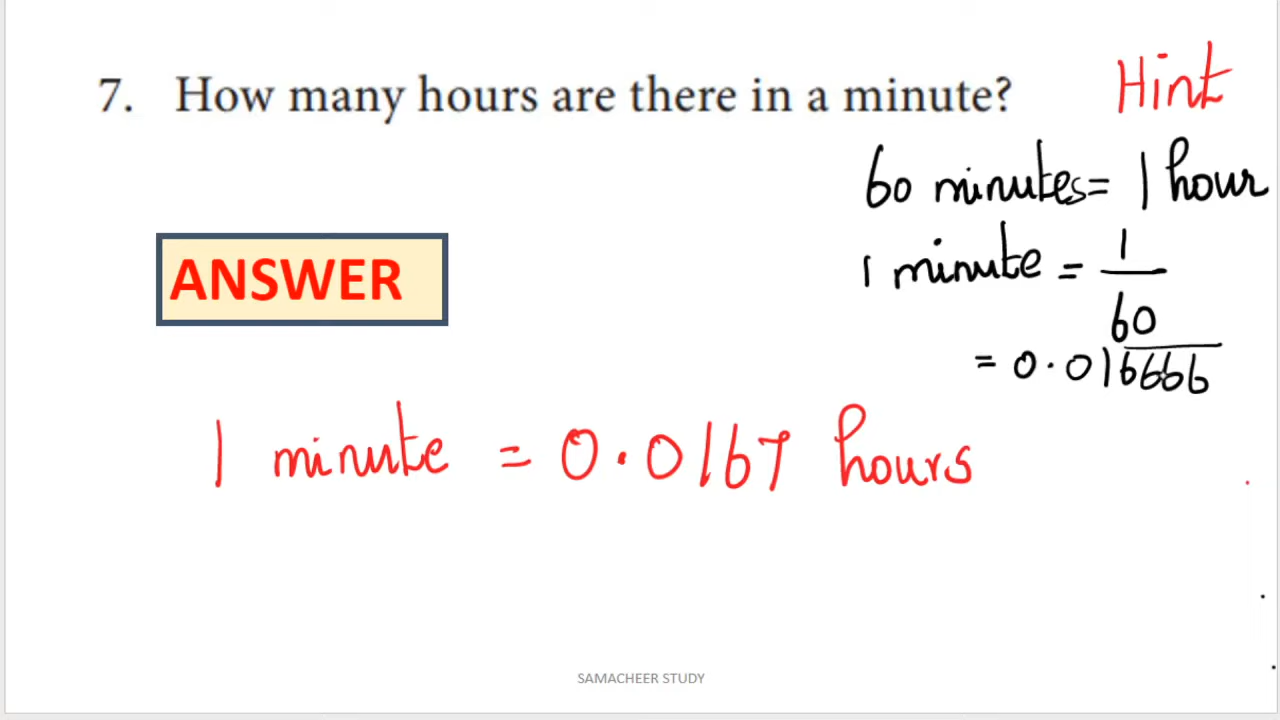 7. How many hours are there in a minute?
Hint
60 minutes = 1 hour
1 minute = 1
60
= 0.016666
ANSWER
1 minute = 0.0167 hours
SAMACHEER STUDY